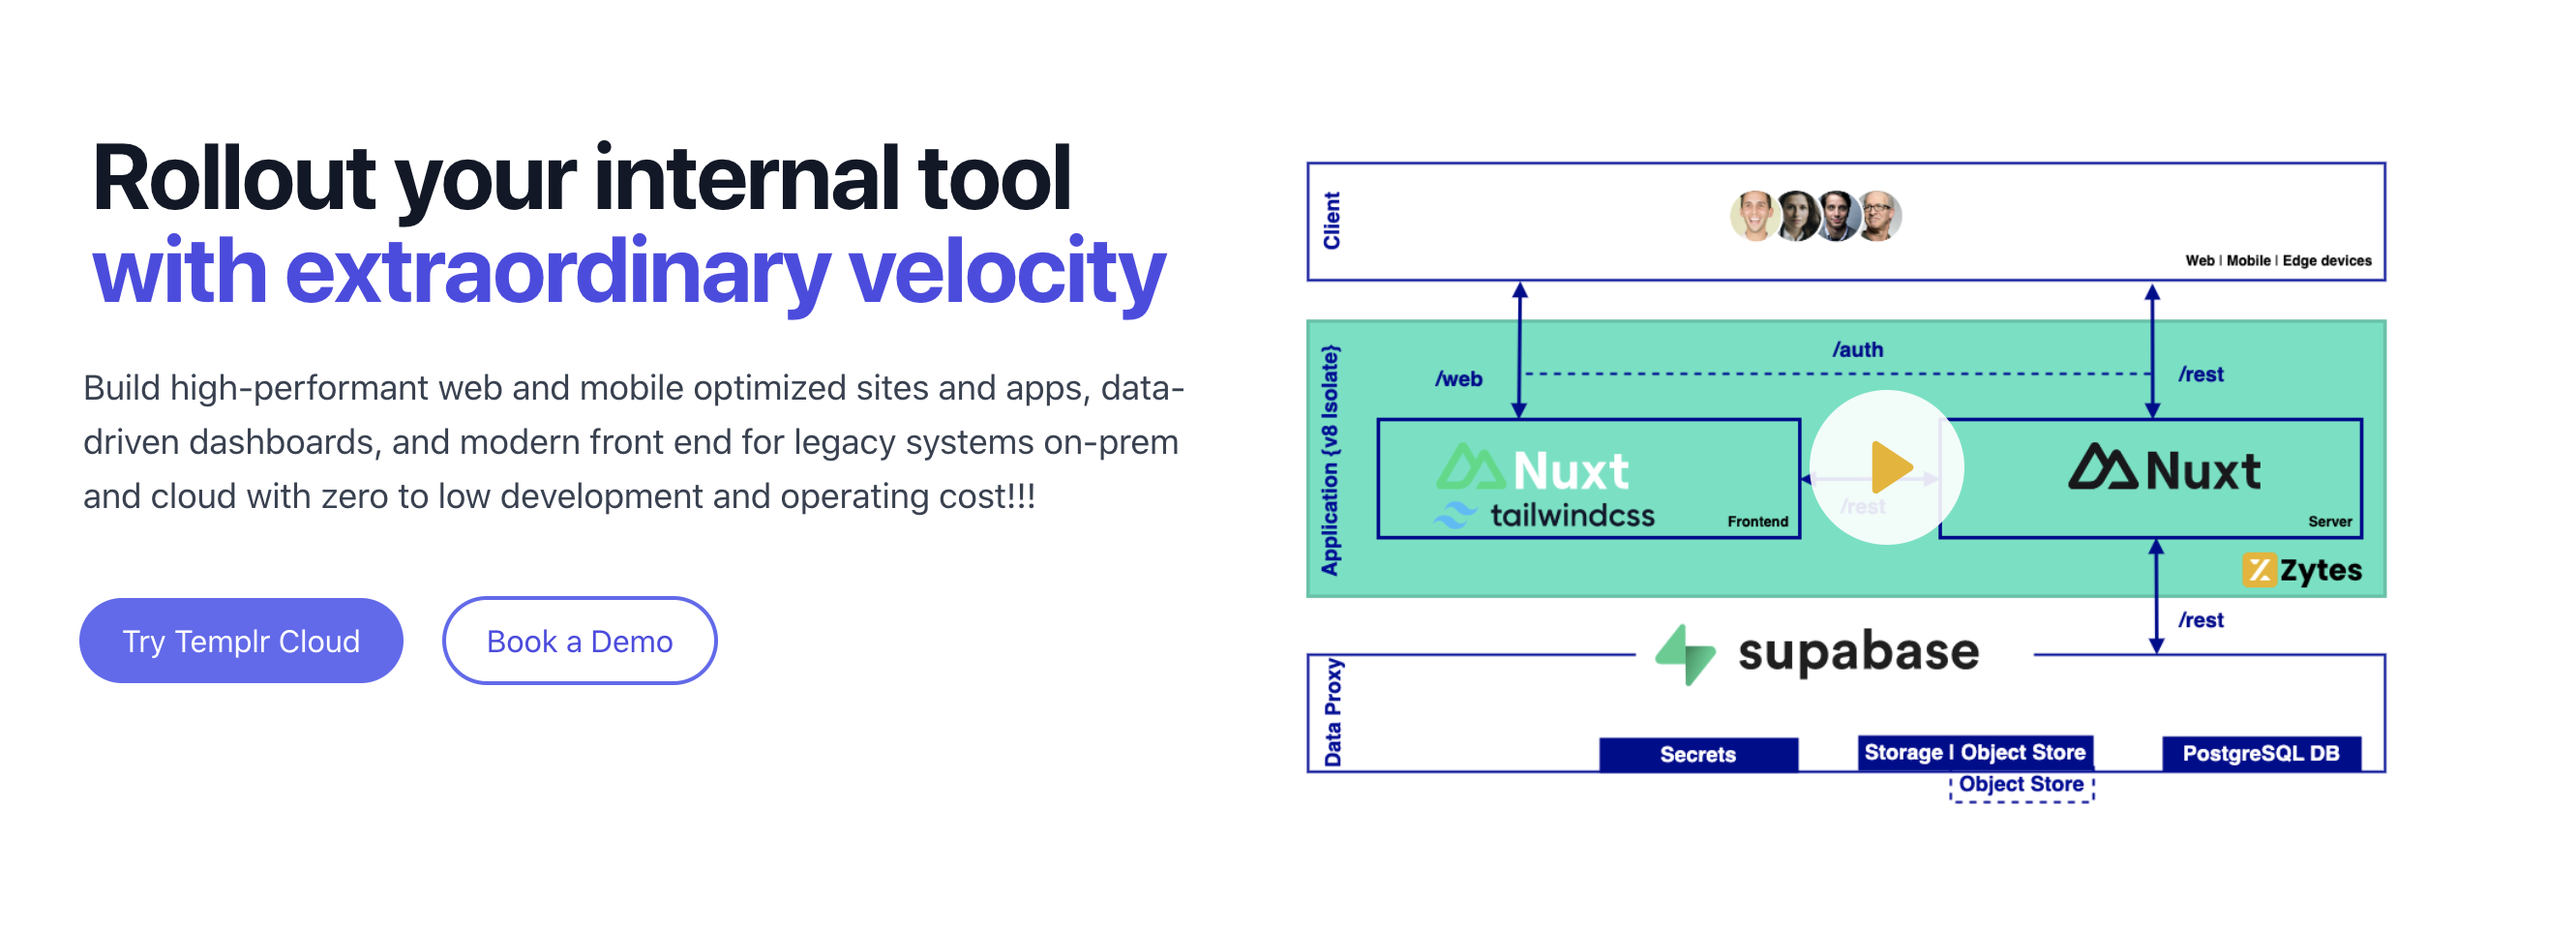 Rollout your internal tool
with extraordinary velocity
Build high-performant web and mobile optimized sites and apps, data-
driven dashboards, and modern front end for legacy systems on-prem
and cloud with zero to low development and operating cost!!!
Try Templr Cloud
Book a Demo
Client
Web | Mobile | Edge devices
Application {v8 Isolate}
/auth
/web
/rest
Nuxt
tailwindcss
Frontend
/rest
Nuxt
Server
Zytes
/rest
supabase
Data Proxy
Secrets
Storage | Object Store
PostgreSQL DB
Object Store